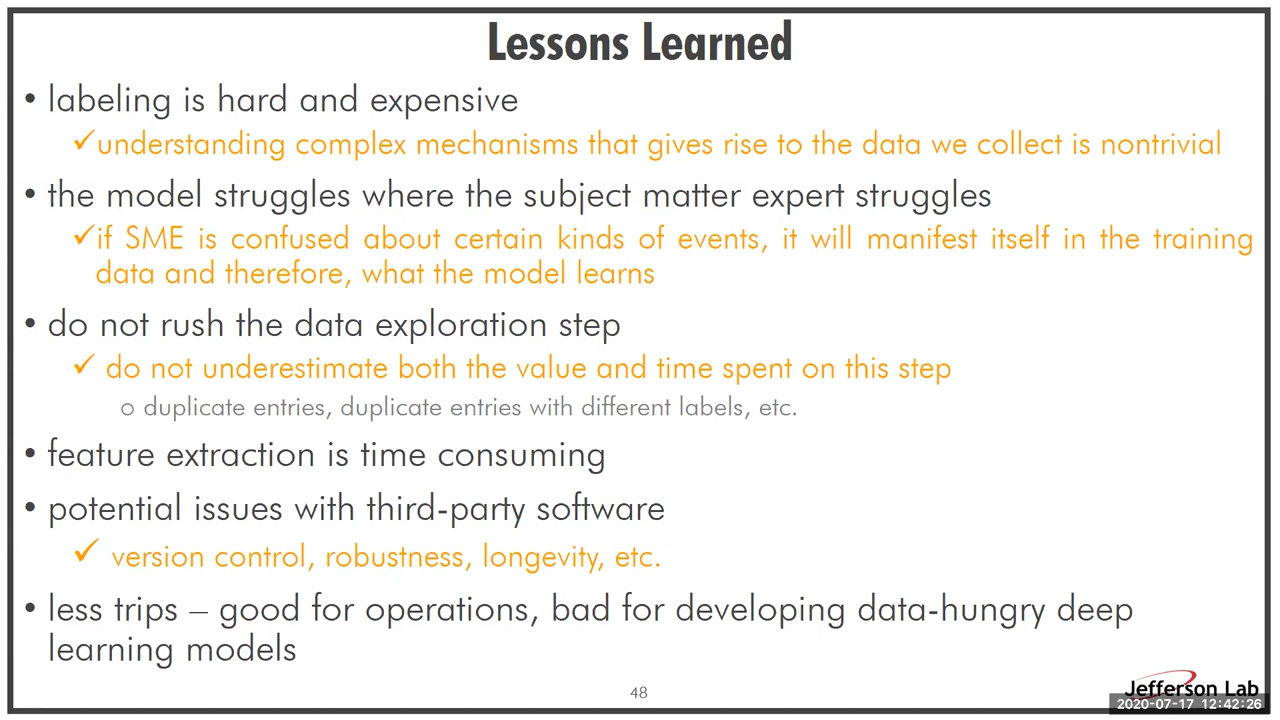 Lessons Learned
• labeling is hard and expensive
✓understanding complex mechanisms that gives rise to the data we collect is nontrivial
• the model struggles where the subject matter expert struggles
✓if SME is confused about certain kinds of events, it will manifest itself in the training
data and therefore, what the model learns
• do not rush the data exploration step
✓ do not underestimate both the value and time spent on this step
o duplicate entries, duplicate entries with different labels, etc.
• feature extraction is time consuming
• potential issues with third-party software
✓ version control, robustness, longevity, etc.
• less trips – good for operations, bad for developing data-hungry deep
learning models
48
Jefferson Lab
2020-07-17 12:42:26